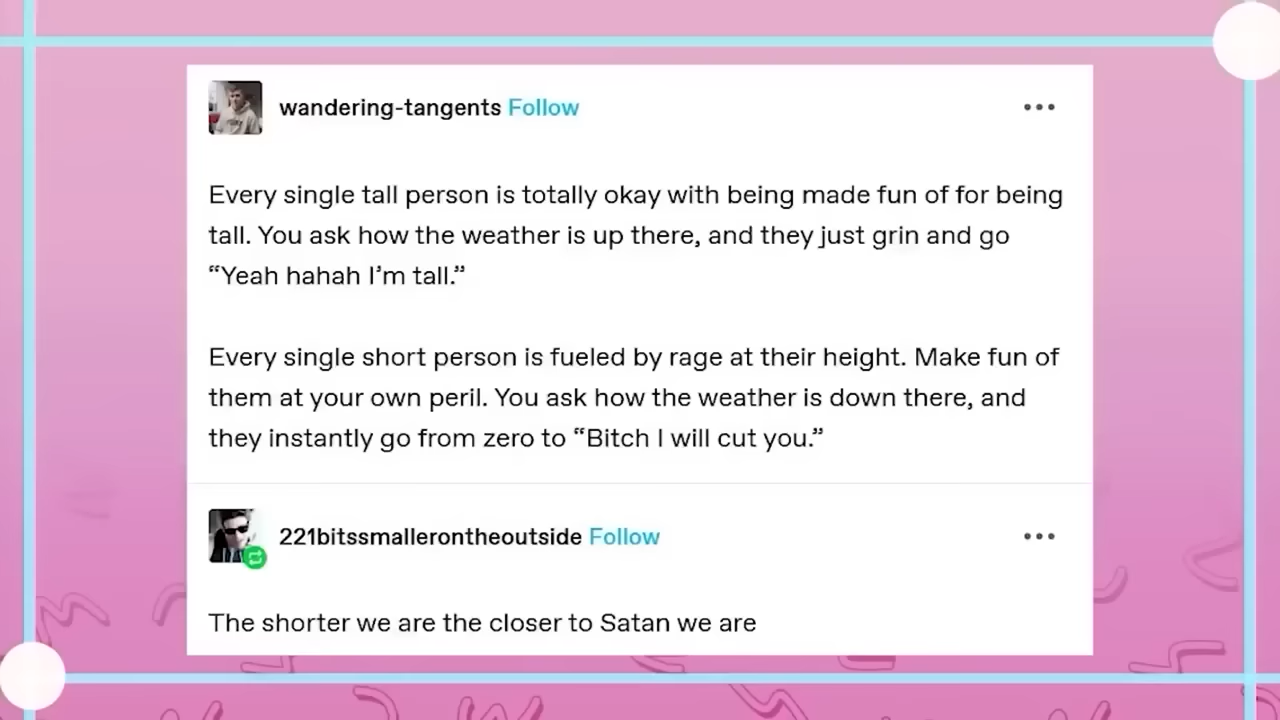 wandering-tangents Follow
Every single tall person is totally okay with being made fun of for being
tall. You ask how the weather is up there, and they just grin and go
“Yeah hahah I’m tall.”
Every single short person is fueled by rage at their height. Make fun of
them at your own peril. You ask how the weather is down there, and
they instantly go from zero to “Bitch I will cut you.”
221bitssmallerontheoutside Follow
The shorter we are the closer to Satan we are